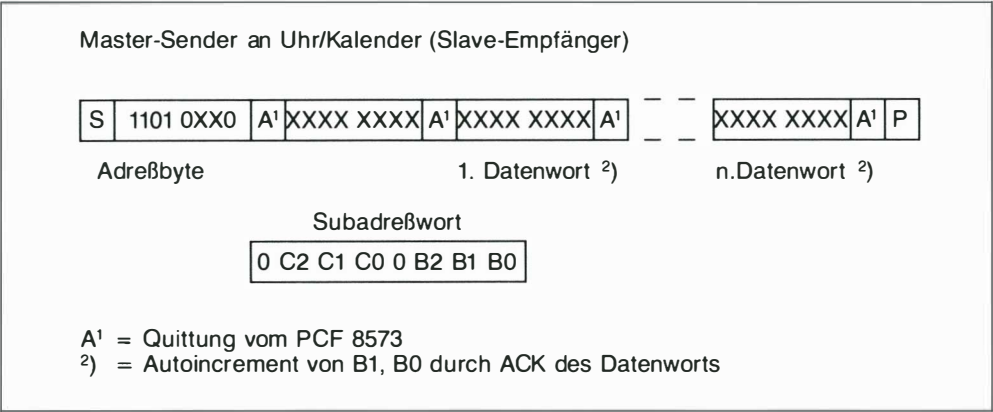 Master-Sender an Uhr/Kalender (Slave-Empfänger)
S 1101 0XX0 A¹ XXXX XXXX A¹ XXXX XXXX A¹ XXXX XXXX A¹ P
Adreßbyte 1. Datenwort ²) n.Datenwort ²)
Subadreßwort
0 C2 C1 C0 0 B2 B1 B0
A¹ = Quittung vom PCF 8573
²) = Autoincrement von B1, B0 durch ACK des Datenworts